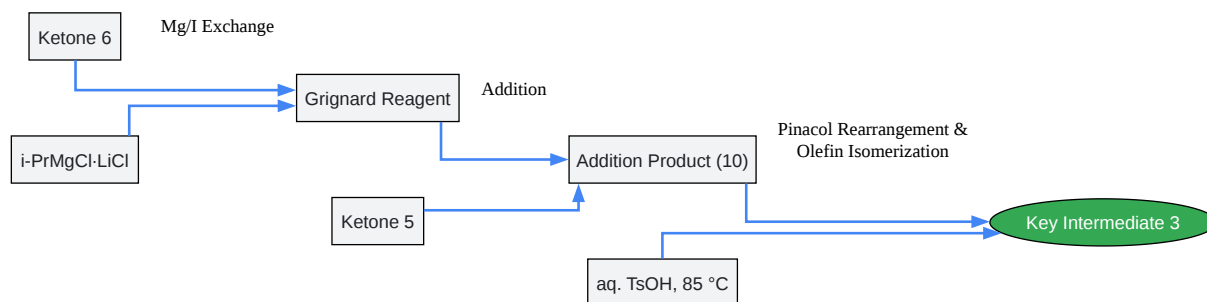 Ketone 6
Mg/I Exchange
i-PrMgCl·LiCl
Grignard Reagent
Addition
Ketone 5
Addition Product (10)
Pinacol Rearrangement &
Olefin Isomerization
aq. TsOH, 85 °C
Key Intermediate 3